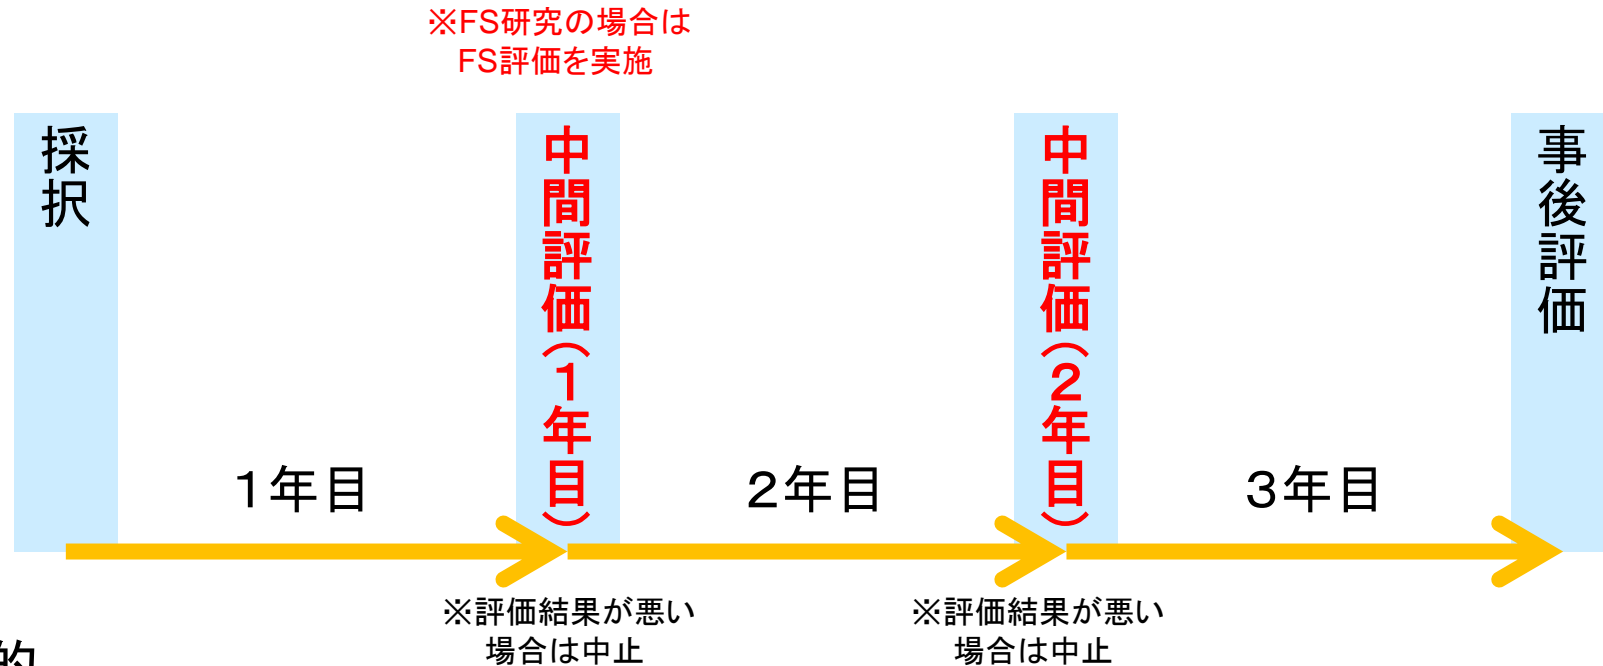 ※FS研究の場合は
FS評価を実施
採択
中間評価(1年目)
中間評価(2年目)
事後評価
1年目
2年目
3年目
※評価結果が悪い
場合は中止
※評価結果が悪い
場合は中止
的